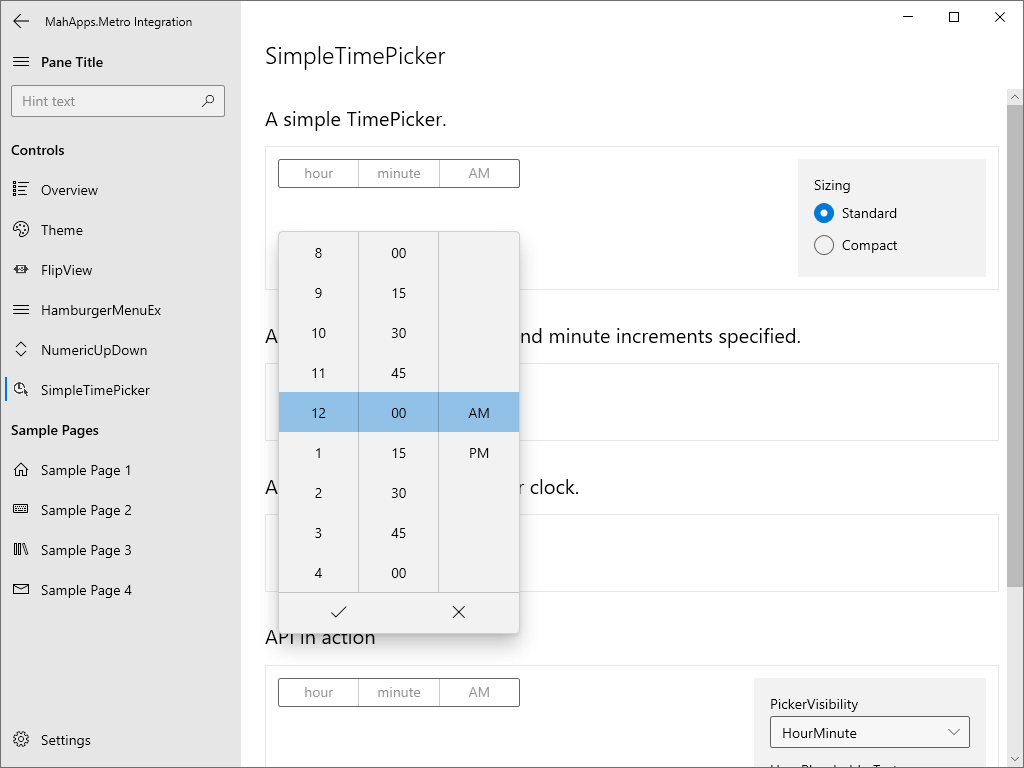 MahApps.Metro Integration
Pane Title
Hint text
Controls
Overview
Theme
FlipView
HamburgerMenuEx
NumericUpDown
SimpleTimePicker
Sample Pages
Sample Page 1
Sample Page 2
Sample Page 3
Sample Page 4
Settings
SimpleTimePicker
A simple TimePicker.
hour minute AM
Sizing
Standard
Compact
8 00
9 15
10 30
11 45
12 00 AM
1 15 PM
2 30
3 45
4 00
A
minute increments specified.
A
clock.
API in action
hour minute AM
PickerVisibility
HourMinute